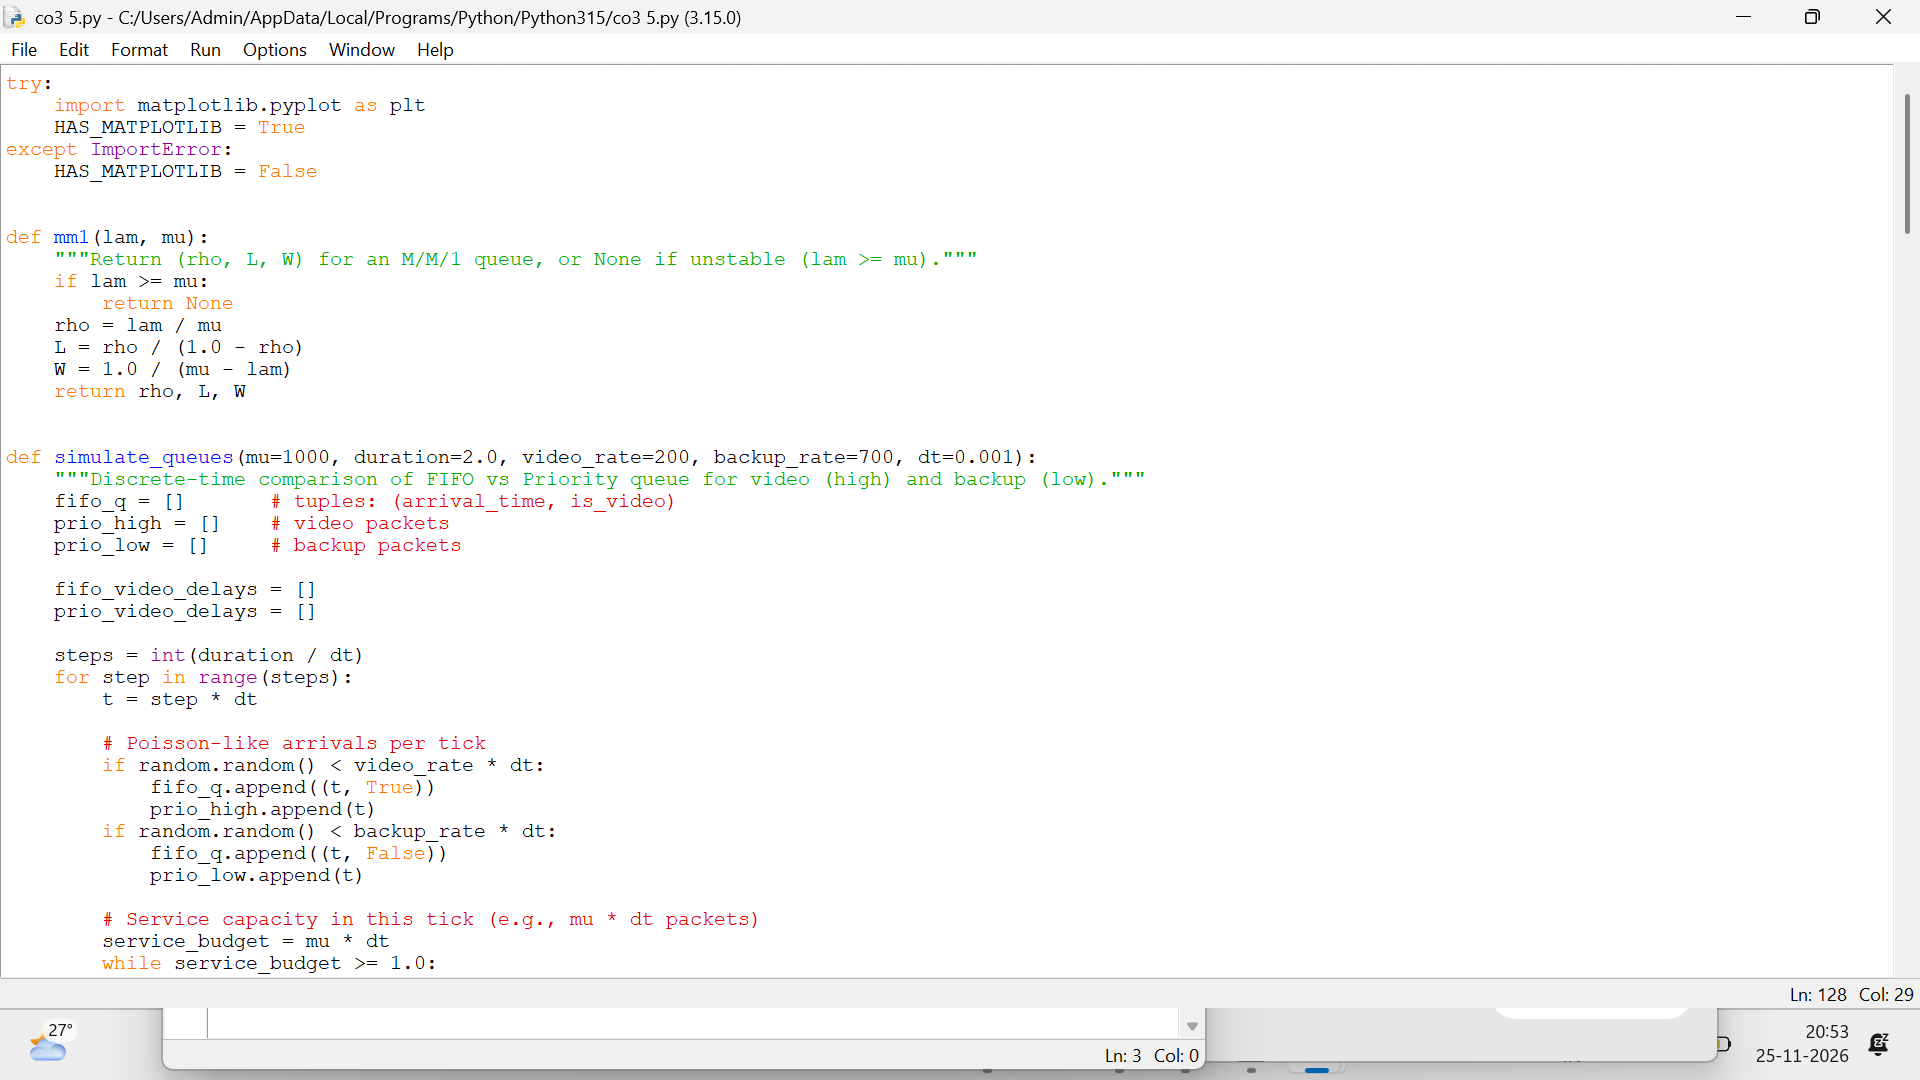 co3 5.py - C:/Users/Admin/AppData/Local/Programs/Python/Python315/co3 5.py (3.15.0)
File Edit Format Run Options Window Help
try:
    import matplotlib.pyplot as plt
    HAS_MATPLOTLIB = True
except ImportError:
    HAS_MATPLOTLIB = False
def mm1(lam, mu):
    """Return (rho, L, W) for an M/M/1 queue, or None if unstable (lam >= mu)."""
    if lam >= mu:
        return None
    rho = lam / mu
    L = rho / (1.0 - rho)
    W = 1.0 / (mu - lam)
    return rho, L, W
def simulate_queues(mu=1000, duration=2.0, video_rate=200, backup_rate=700, dt=0.001):
    """Discrete-time comparison of FIFO vs Priority queue for video (high) and backup (low)."""
    fifo_q = []       # tuples: (arrival_time, is_video)
    prio_high = []    # video packets
    prio_low = []     # backup packets
    fifo_video_delays = []
    prio_video_delays = []
    steps = int(duration / dt)
    for step in range(steps):
        t = step * dt
        # Poisson-like arrivals per tick
        if random.random() < video_rate * dt:
            fifo_q.append((t, True))
            prio_high.append(t)
        if random.random() < backup_rate * dt:
            fifo_q.append((t, False))
            prio_low.append(t)
        # Service capacity in this tick (e.g., mu * dt packets)
        service_budget = mu * dt
        while service_budget >= 1.0:
Ln: 128 Col: 29
27°
Ln: 3 Col: 0
20:53
25-11-2026